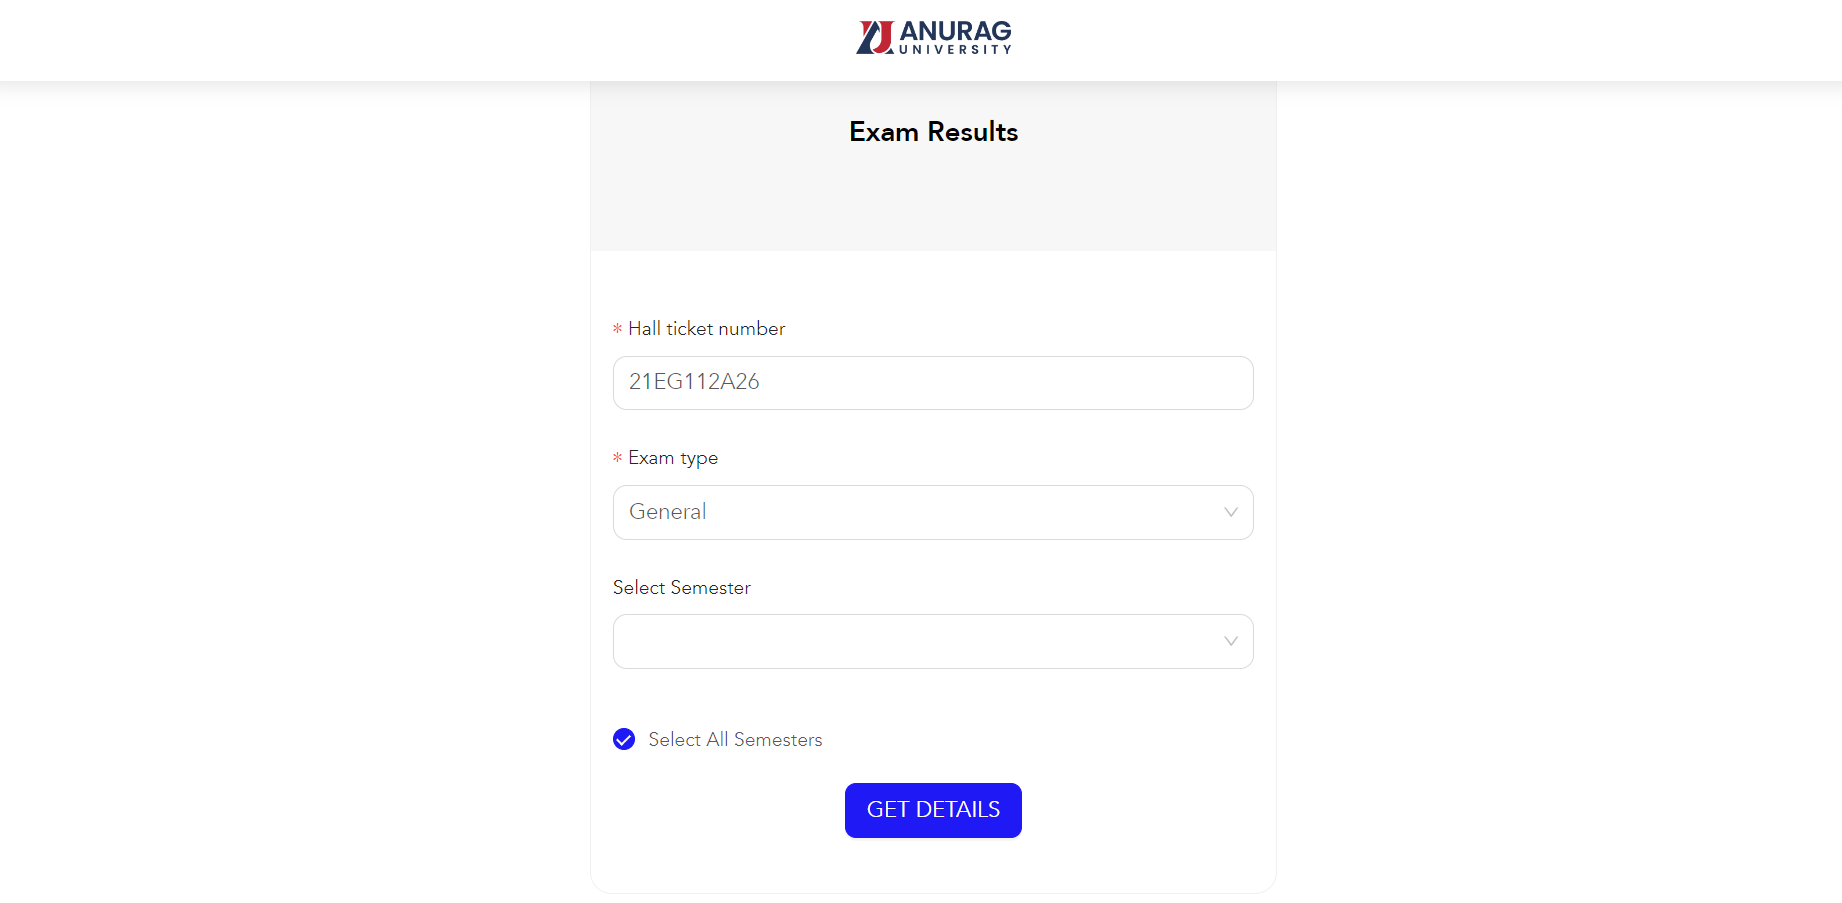 ANURAG
UNIVERSITY
Exam Results
* Hall ticket number
21EG112A26
* Exam type
General
Select Semester
Select All Semesters
GET DETAILS